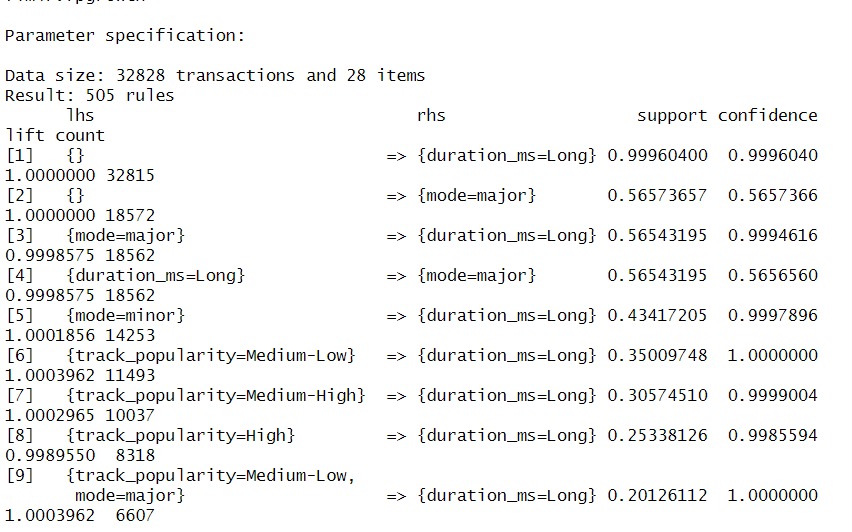 Parameter specification:
Data size: 32828 transactions and 28 items
Result: 505 rules
lhs rhs support confidence
lift count
[1] {} => {duration_ms=Long} 0.99960400 0.9996040
1.0000000 32815
[2] {} => {mode=major} 0.56573657 0.5657366
1.0000000 18572
[3] {mode=major} => {duration_ms=Long} 0.56543195 0.9994616
0.9998575 18562
[4] {duration_ms=Long} => {mode=major} 0.56543195 0.5656560
0.9998575 18562
[5] {mode=minor} => {duration_ms=Long} 0.43417205 0.9997896
1.0001856 14253
[6] {track_popularity=Medium-Low} => {duration_ms=Long} 0.35009748 1.0000000
1.0003962 11493
[7] {track_popularity=Medium-High} => {duration_ms=Long} 0.30574510 0.9999004
1.0002965 10037
[8] {track_popularity=High} => {duration_ms=Long} 0.25338126 0.9985594
0.9989550 8318
[9] {track_popularity=Medium-Low,
mode=major} => {duration_ms=Long} 0.20126112 1.0000000
1.0003962 6607